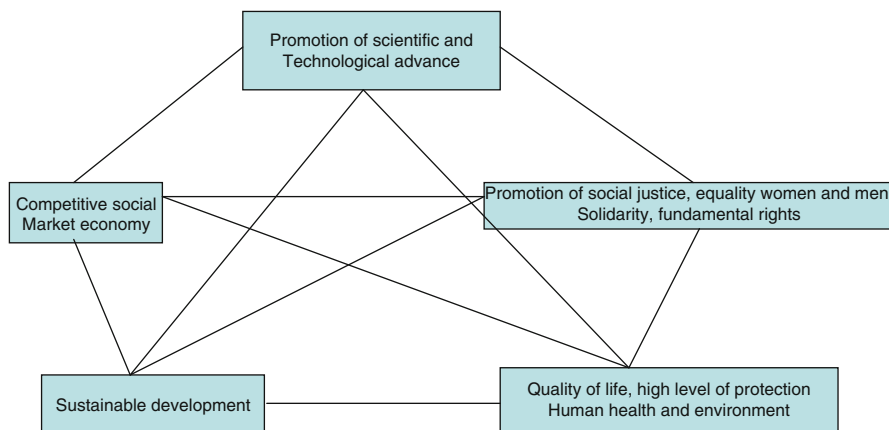 Promotion of scientific and
Technological advance
Competitive social
Market economy
Promotion of social justice, equality women and men
Solidarity, fundamental rights
Sustainable development
Quality of life, high level of protection
Human health and environment